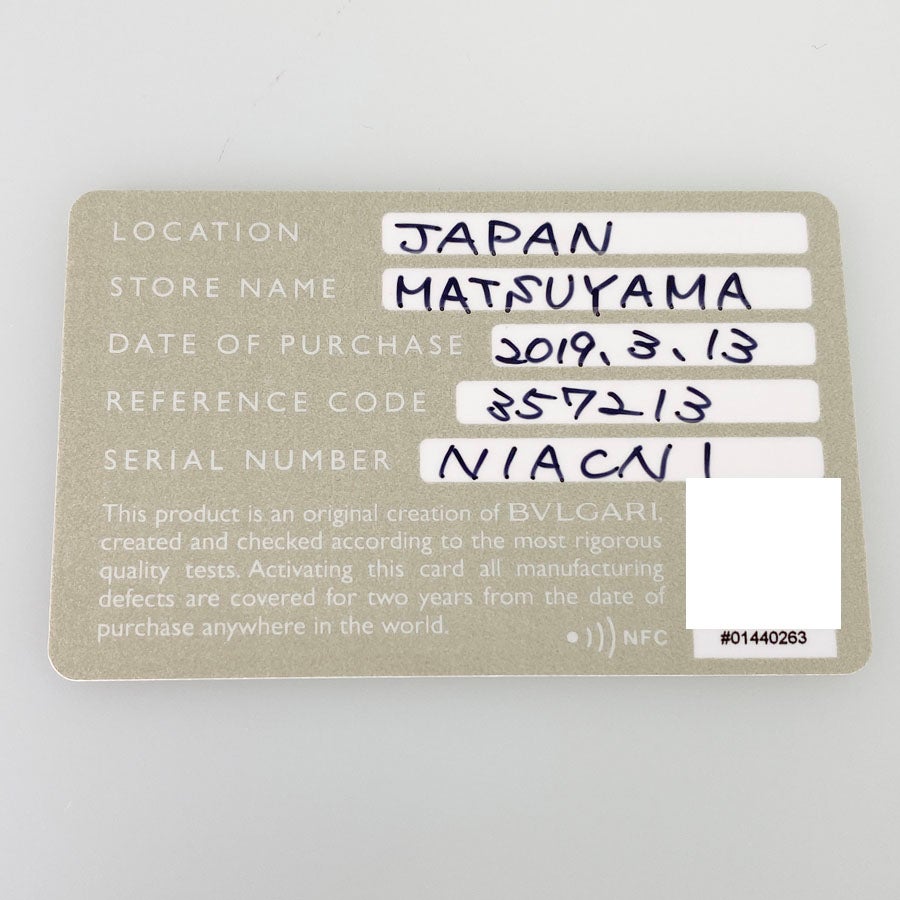 LOCATION JAPAN
STORE NAME MATSUYAMA
DATE OF PURCHASE 2019.3.13
REFERENCE CODE 357213
SERIAL NUMBER NIACNI
This product is an original creation of BVLGARI,
created and checked according to the most rigorous
quality tests. Activating this card all manufacturing
defects are covered for two years from the date of
purchase anywhere in the world.
NFC
#01440263